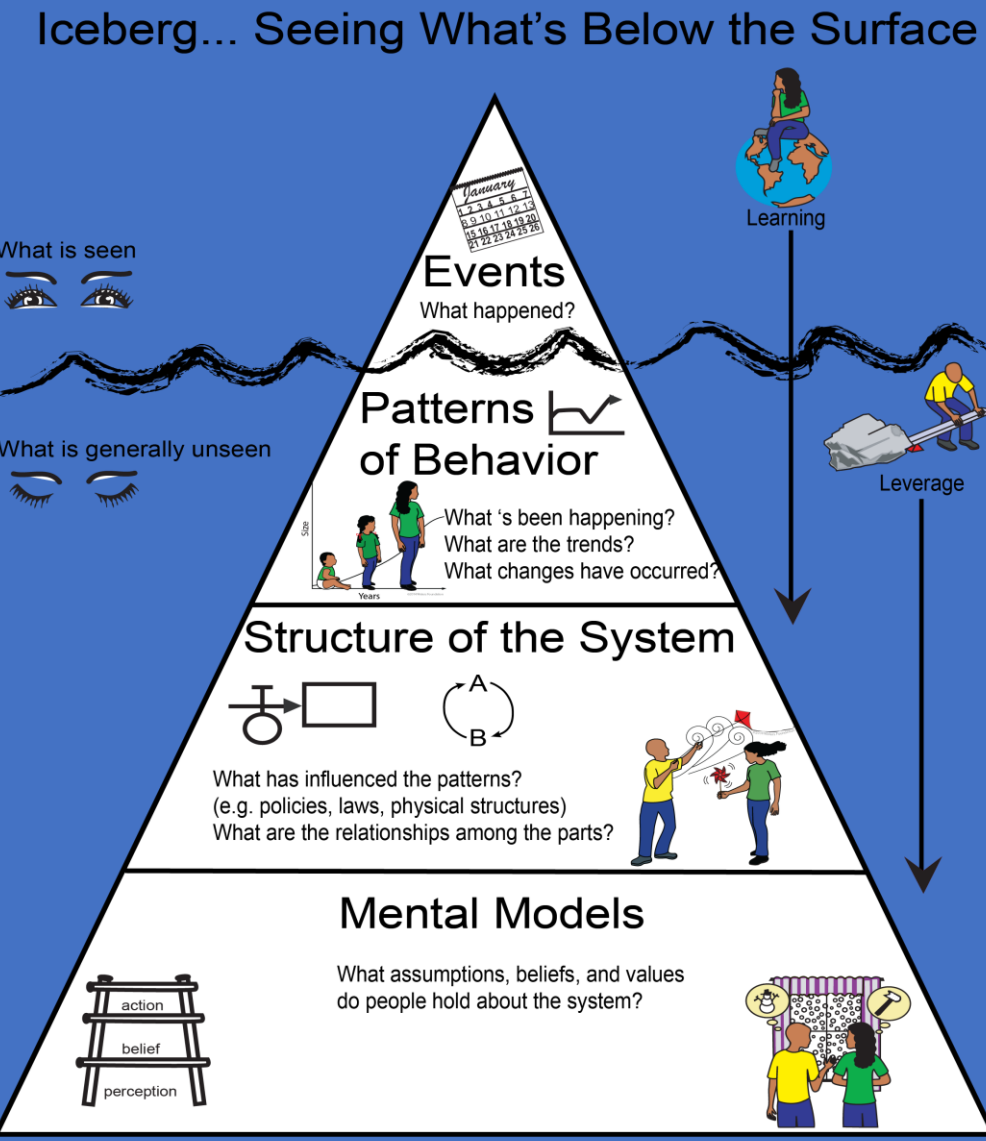 Iceberg... Seeing What's Below the Surface
Learning
January
1 2 3 4 5 6 7
8 9 10 11 12 13
15 16 17 18 19 20
21 22 23 24 25 26
What is seen
Events
What happened?
Patterns
of Behavior
What is generally unseen
Leverage
Size
Years
What 's been happening?
What are the trends?
What changes have occurred?
Structure of the System
A
B
What has influenced the patterns?
(e.g. policies, laws, physical structures)
What are the relationships among the parts?
Mental Models
What assumptions, beliefs, and values
do people hold about the system?
action
belief
perception